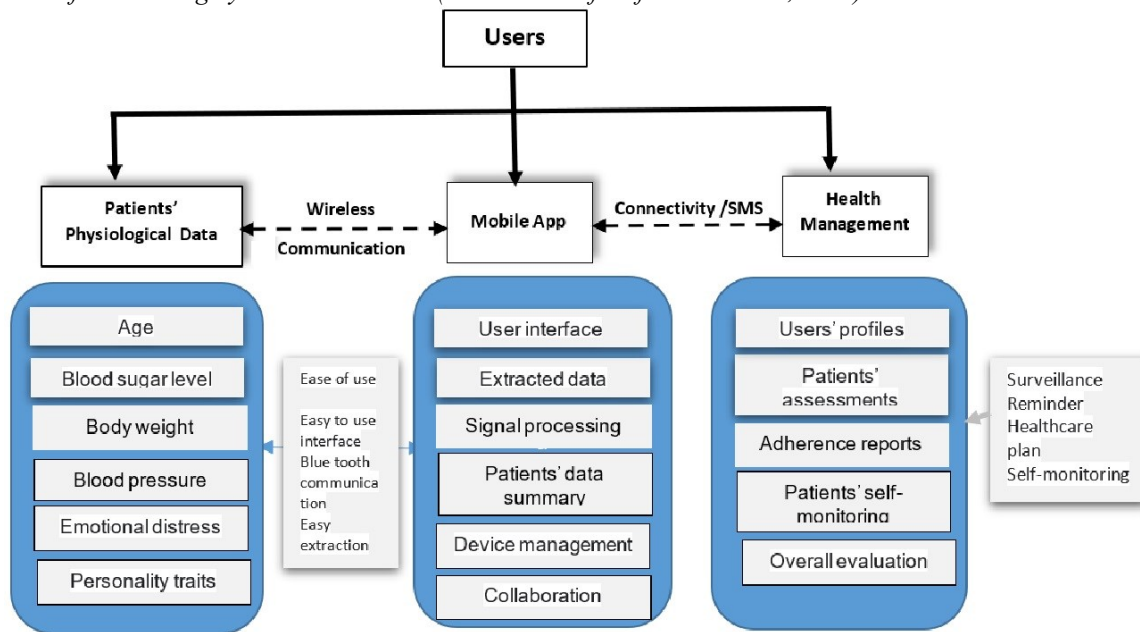 Users
Patients'
Physiological Data
Wireless
Communication
Mobile App
Connectivity /SMS
Health
Management
Age
Blood sugar level
Body weight
Blood pressure
Emotional distress
Personality traits
Ease of use
Easy to use
interface
Blue tooth
communica
tion
Easy
extraction
User interface
Extracted data
Signal processing
Patients' data
summary
Device management
Collaboration
Users' profiles
Patients'
assessments
Adherence reports
Patients' self-
monitoring
Overall evaluation
Surveillance
Reminder
Healthcare
plan
Self-monitoring